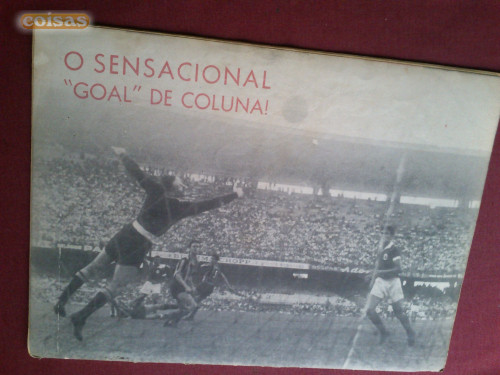 coisas
O SENSACIONAL
"GOAL" DE COLUNA!